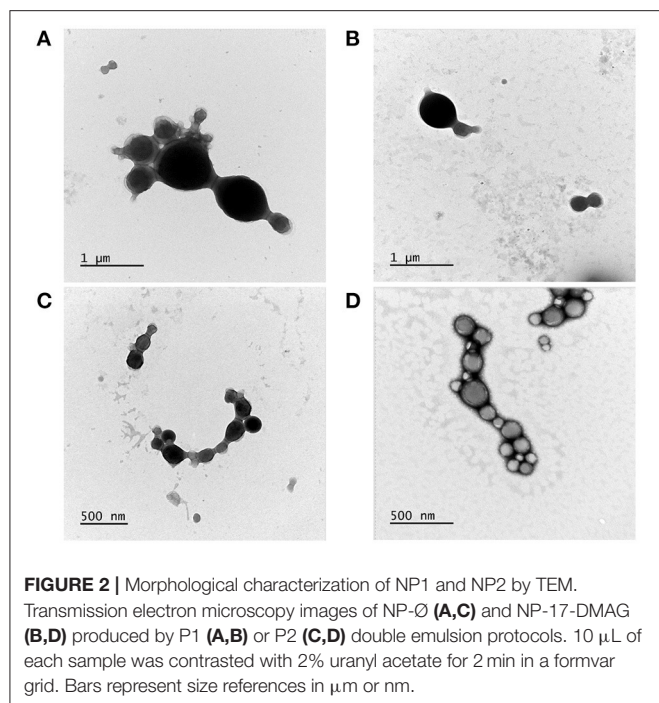 A
B
1 µm
1 µm
C
D
500 nm
500 nm
FIGURE 2 | Morphological characterization of NP1 and NP2 by TEM.
Transmission electron microscopy images of NP-Ø (A,C) and NP-17-DMAG
(B,D) produced by P1 (A,B) or P2 (C,D) double emulsion protocols. 10 µL of
each sample was contrasted with 2% uranyl acetate for 2 min in a formvar
grid. Bars represent size references in µm or nm.